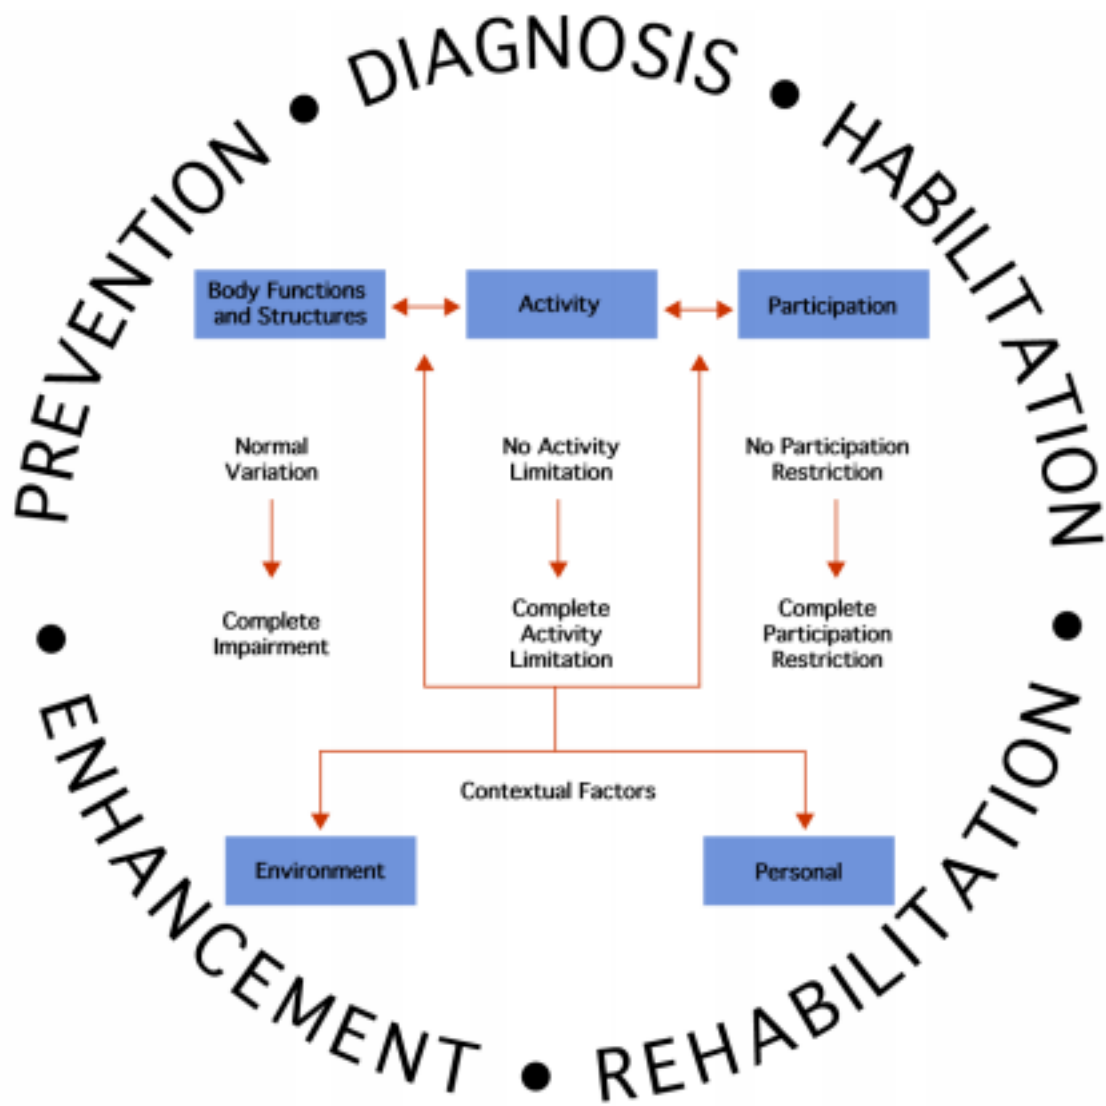 PREVENTION • DIAGNOSIS • HABILITATION • REHABILITATION • ENHANCEMENT •
Body Functions
and Structures
Activity
Participation
Normal
Variation
No Activity
Limitation
No Participation
Restriction
Complete
Impairment
Complete
Activity
Limitation
Complete
Participation
Restriction
Contextual Factors
Environment
Personal